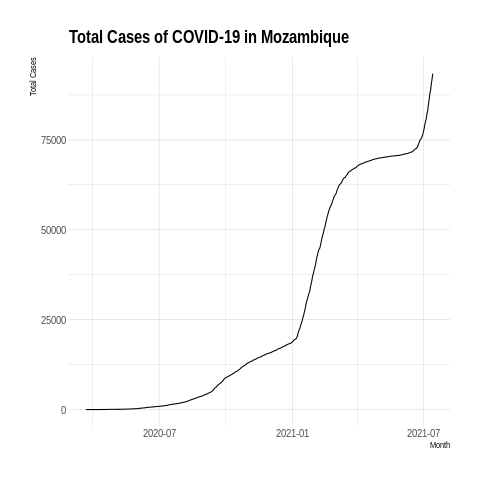 Total Cases of COVID-19 in Mozambique
Total Cases
75000
50000
25000
0
2020-07
2021-01
2021-07
Month